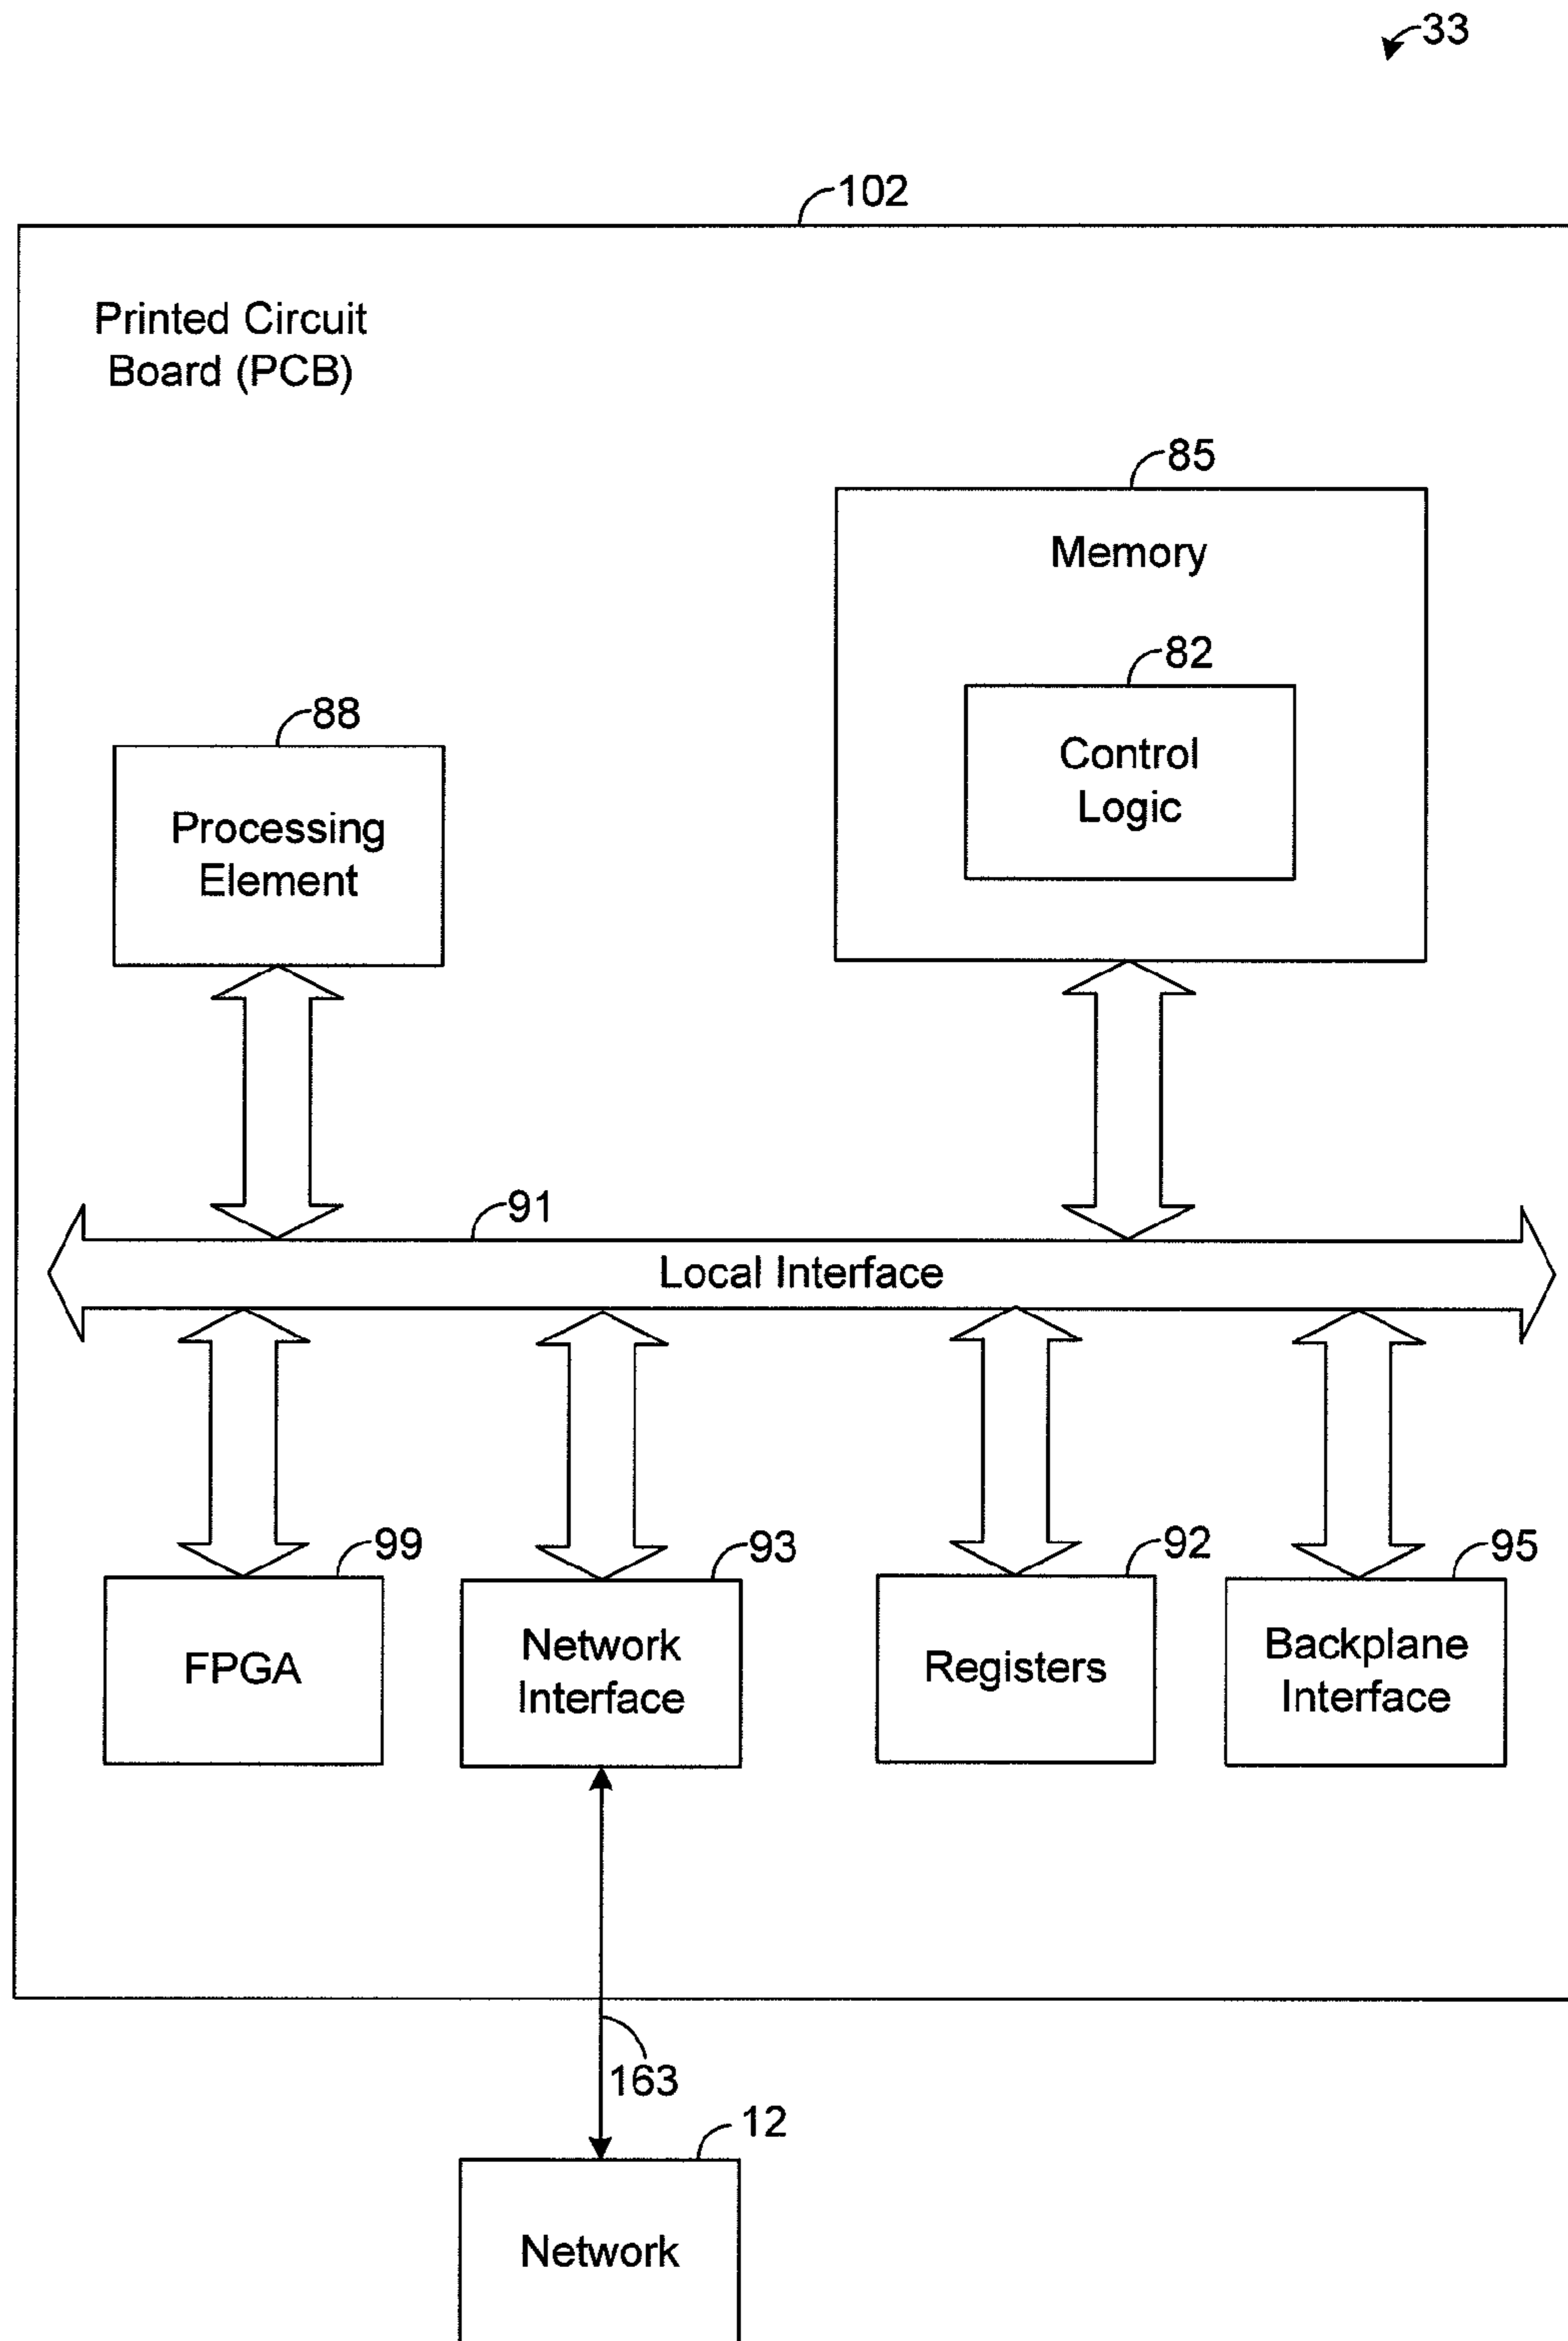 33
102
Printed Circuit
Board (PCB)
85
Memory
82
Control
Logic
88
Processing
Element
91
Local Interface
99
FPGA
93
Network
Interface
92
Registers
95
Backplane
Interface
163
12
Network